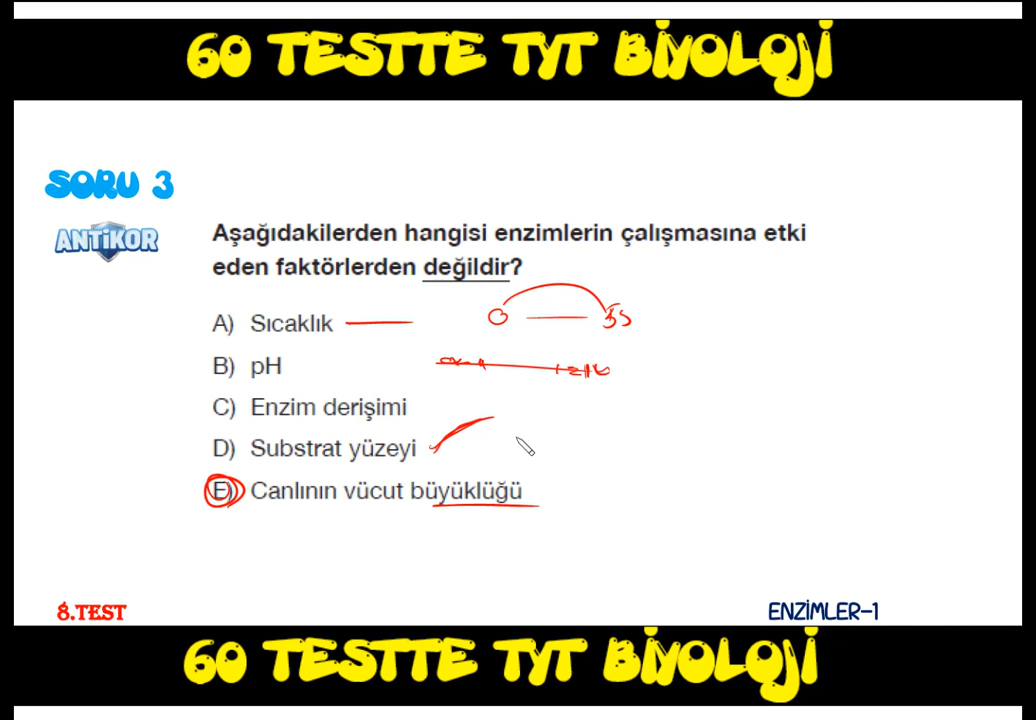 60 TESTTE TYT BİYOLOJİ
SORU 3
ANTİKOR
Aşağıdakilerden hangisi enzimlerin çalışmasına etki
eden faktörlerden değildir?
A) Sıcaklık
B) pH
C) Enzim derişimi
D) Substrat yüzeyi
E) Canlının vücut büyüklüğü
8.TEST
ENZİMLER-1
60 TESTTE TYT BİYOLOJİ